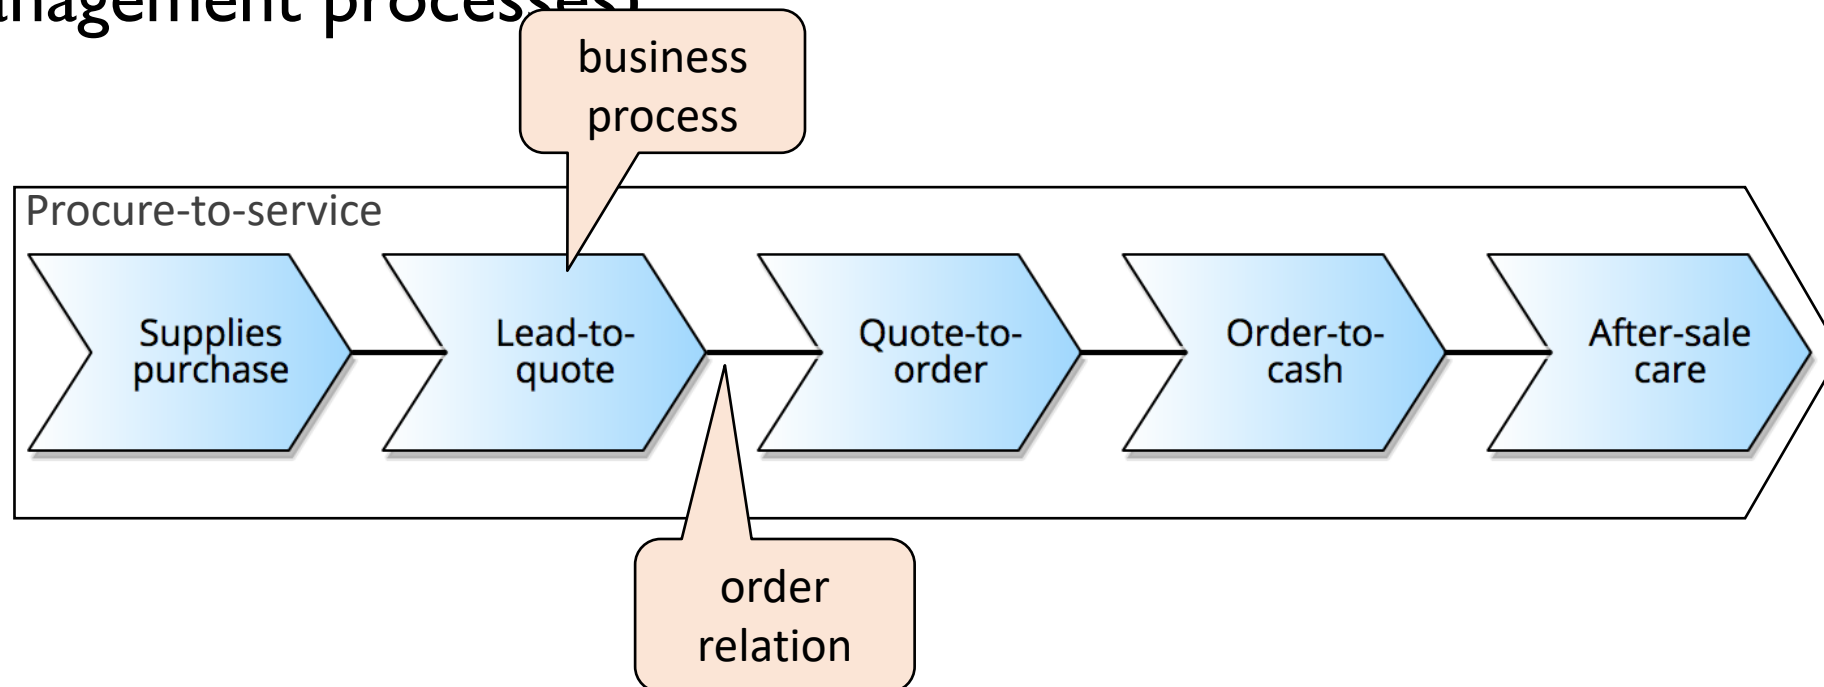 processes!
business
process
Procure-to-service
Supplies
purchase
Lead-to-
quote
Quote-to-
order
Order-to-
cash
After-sale
care
order
relation